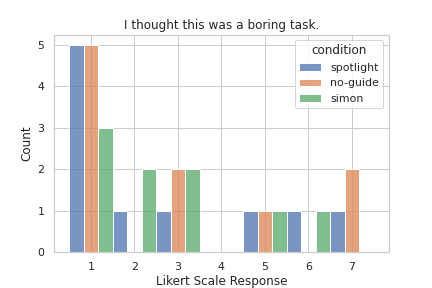 I thought this was a boring task.
condition
spotlight
no-guide
simon
Count
5
4
3
2
1
0
1 2 3 4 5 6 7
Likert Scale Response